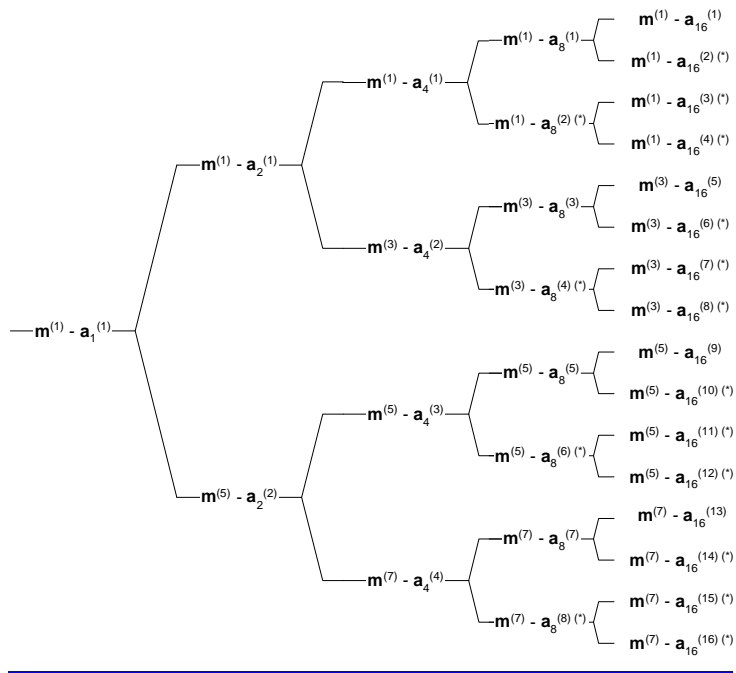 m(1) - a16(1)
m(1) - a8(1)
m(1) - a16(2) (*)
m(1) - a4(1)
m(1) - a16(3) (*)
m(1) - a8(2) (*)
m(1) - a16(4) (*)
m(1) - a2(1)
m(3) - a16(5)
m(3) - a8(3)
m(3) - a16(6) (*)
m(3) - a4(2)
m(3) - a16(7) (*)
m(3) - a8(4) (*)
m(3) - a16(8) (*)
m(1) - a1(1)
m(5) - a16(9)
m(5) - a8(5)
m(5) - a16(10) (*)
m(5) - a4(3)
m(5) - a16(11) (*)
m(5) - a8(6) (*)
m(5) - a16(12) (*)
m(5) - a2(2)
m(7) - a16(13)
m(7) - a8(7)
m(7) - a16(14) (*)
m(7) - a4(4)
m(7) - a16(15) (*)
m(7) - a8(8) (*)
m(7) - a16(16) (*)